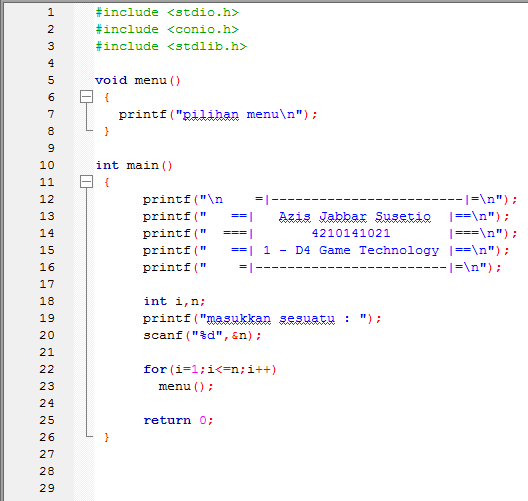 1 #include <stdio.h>
2 #include <conio.h>
3 #include <stdlib.h>
4
5 void menu()
6 {
7 printf("pilihan menu\n");
8 }
9
10 int main()
11 {
12 printf("\n    =|------------------------|=\n");
13 printf("   ==|   Azis Jabbar Susetio  |==\n");
14 printf("  ===|       4210141021       |===\n");
15 printf("   ==| 1 - D4 Game Technology |==\n");
16 printf("    =|------------------------|=\n");
17
18 int i,n;
19 printf("masukkan sesuatu : ");
20 scanf("%d",&n);
21
22 for(i=1;i<=n;i++)
23 menu();
24
25 return 0;
26 }
27
28
29